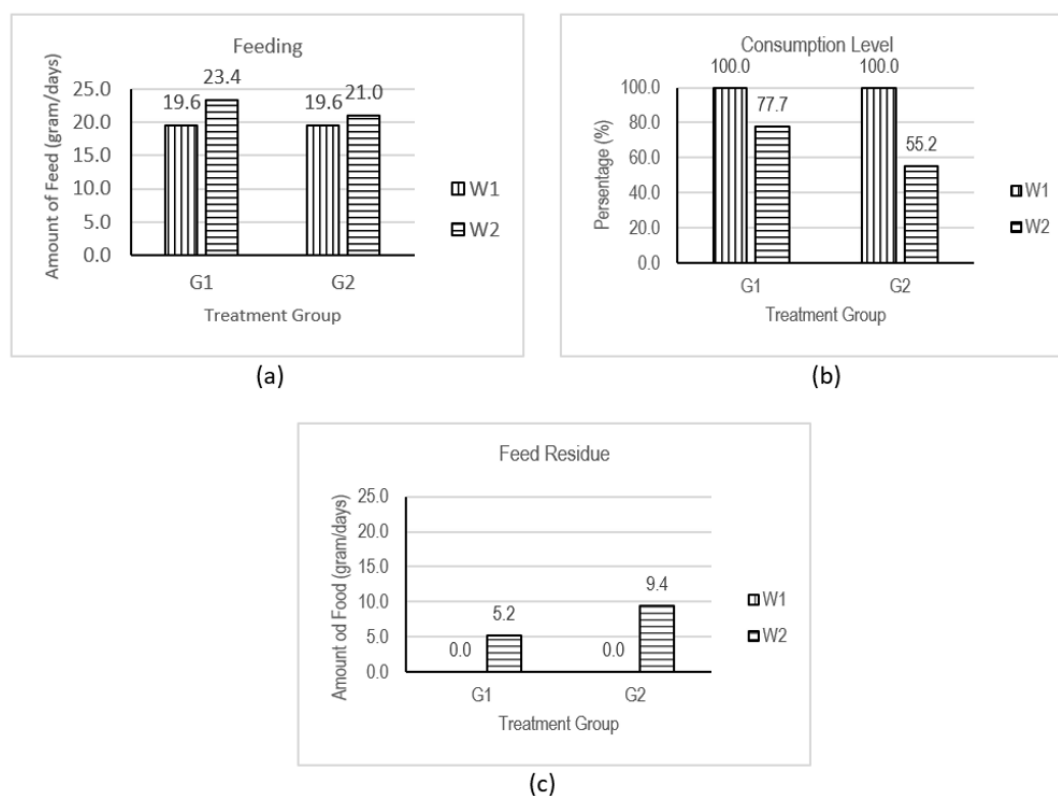 Feeding
Amount of Feed (gram/days)
25.0
20.0
15.0
10.0
5.0
0.0
19.6
23.4
19.6
21.0
G1
G2
Treatment Group
W1
W2
(a)
Consumption Level
Persentage (%)
100.0
80.0
60.0
40.0
20.0
0.0
100.0
77.7
100.0
55.2
G1
G2
Treatment Group
W1
W2
(b)
Feed Residue
Amount od Food (gram/days)
25.0
20.0
15.0
10.0
5.0
0.0
0.0
5.2
0.0
9.4
G1
G2
Treatment Group
W1
W2
(c)